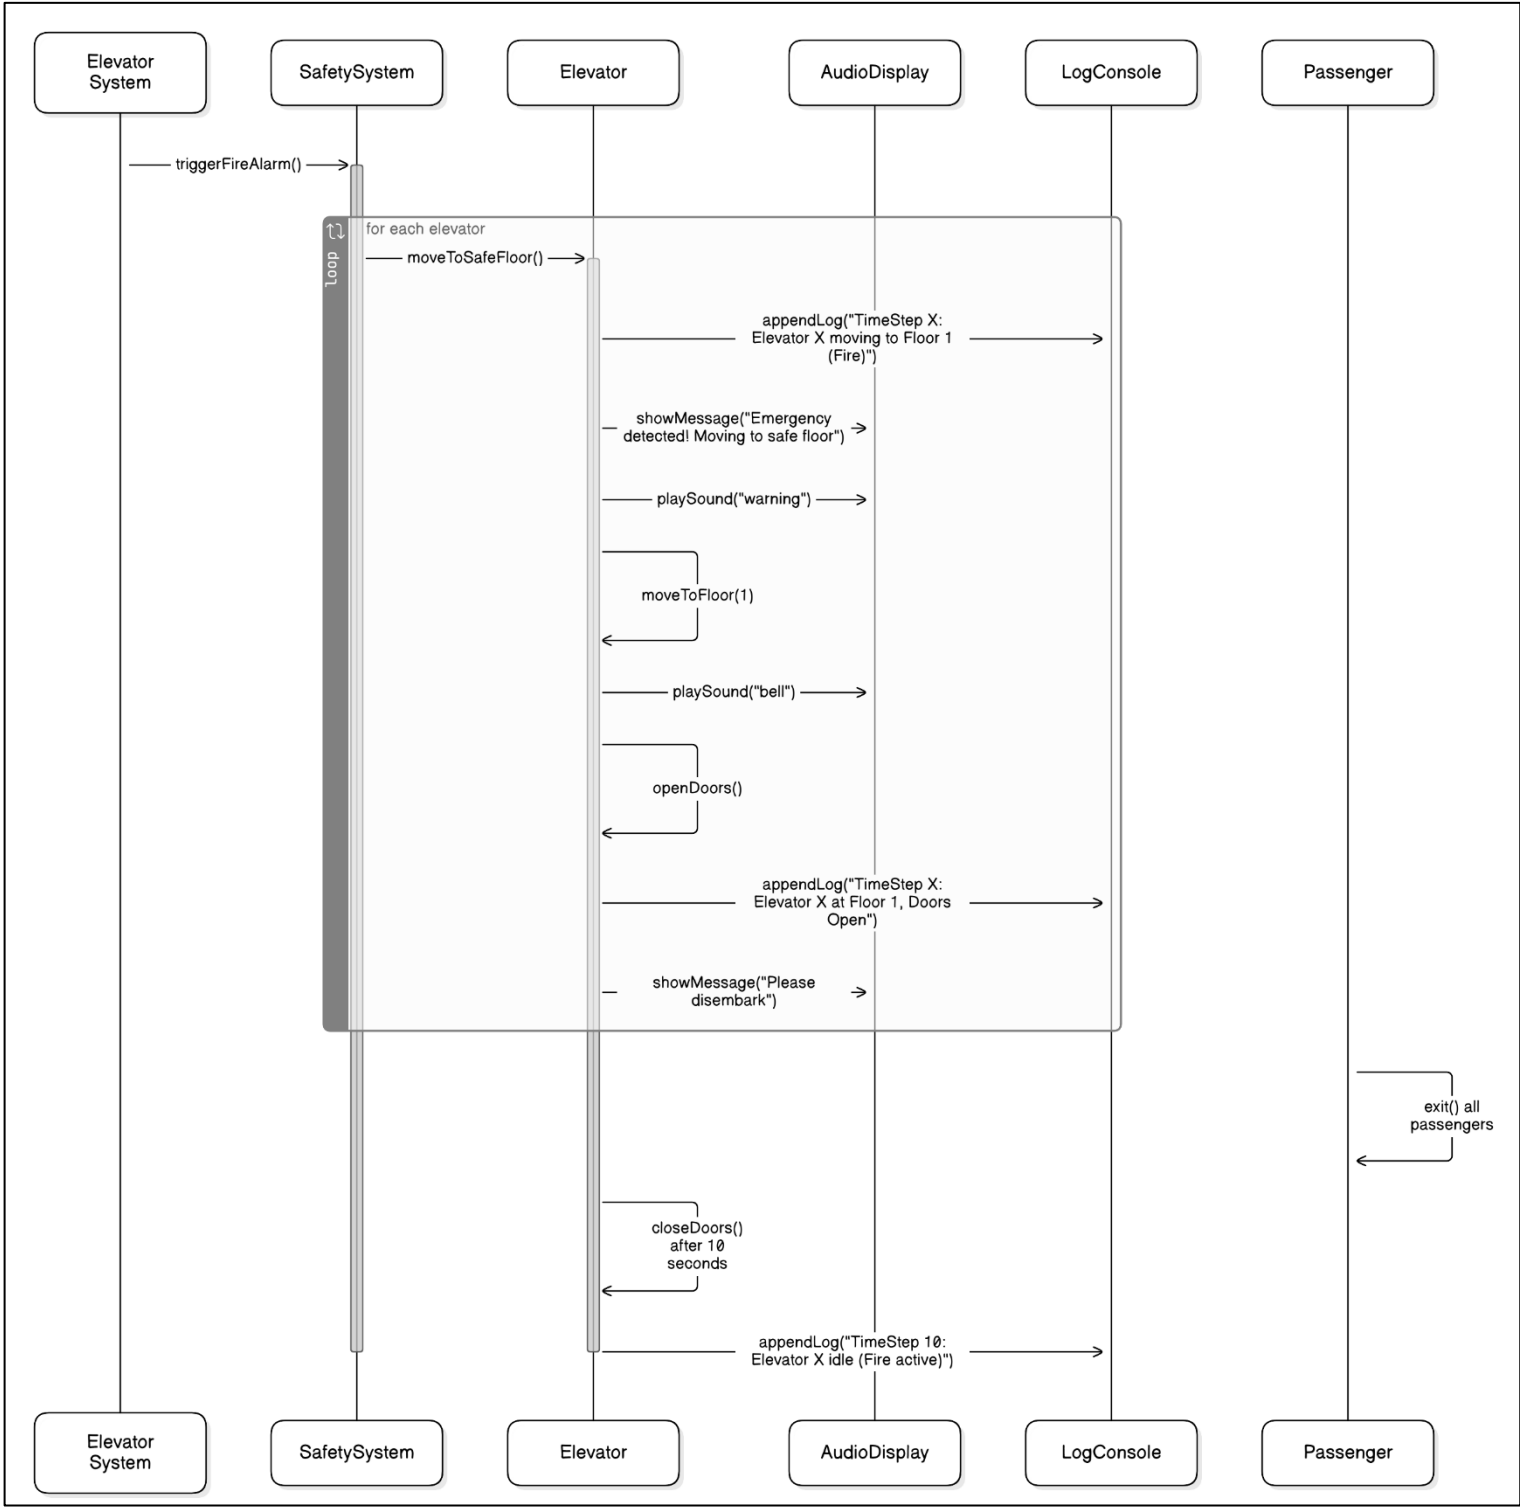 Elevator
System
SafetySystem
Elevator
AudioDisplay
LogConsole
Passenger
triggerFireAlarm()
loop
for each elevator
moveToSafeFloor()
appendLog("TimeStep X:
Elevator X moving to Floor 1
(Fire)")
showMessage("Emergency
detected! Moving to safe floor")
playSound("warning")
moveToFloor(1)
playSound("bell")
openDoors()
appendLog("TimeStep X:
Elevator X at Floor 1, Doors
Open")
showMessage("Please
disembark")
exit() all
passengers
closeDoors()
after 10
seconds
appendLog("TimeStep 10:
Elevator X idle (Fire active)")
Elevator
System
SafetySystem
Elevator
AudioDisplay
LogConsole
Passenger